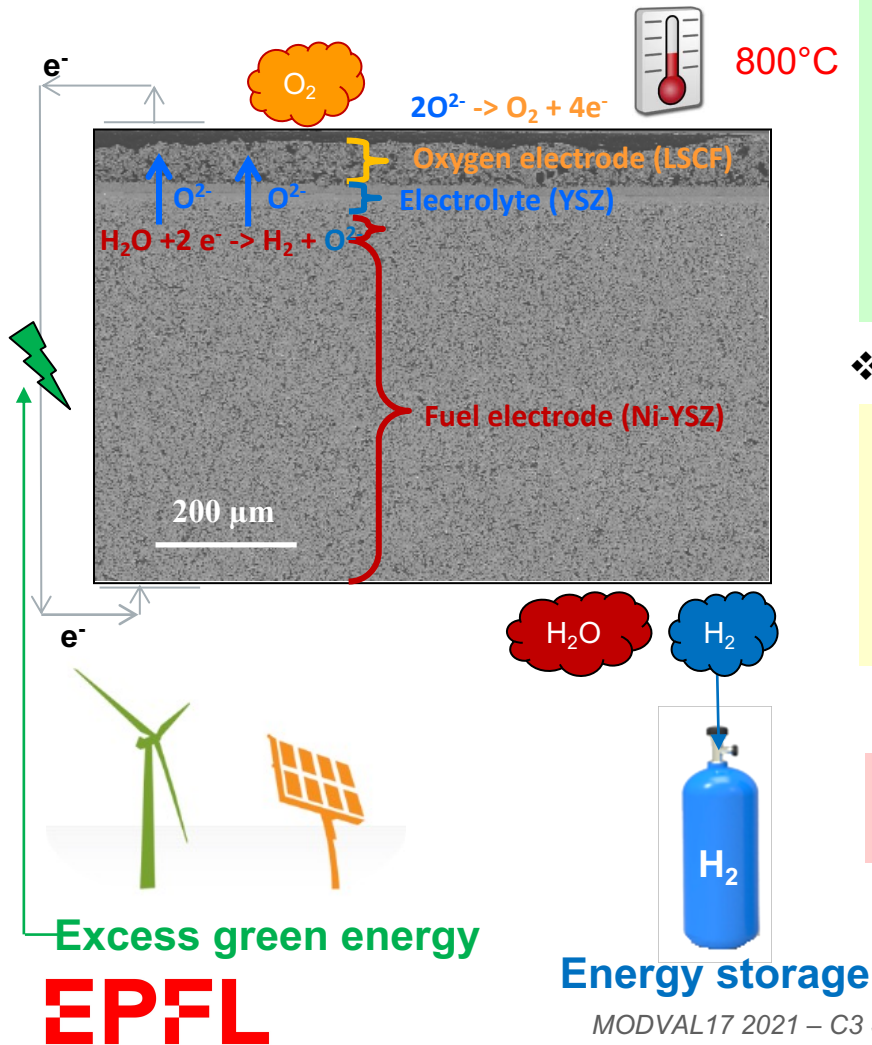 e⁻
O₂
800°C
2O²⁻ -> O₂ + 4e⁻
Oxygen electrode (LSCF)
O²⁻ O²⁻ Electrolyte (YSZ)
H₂O +2 e⁻ -> H₂ + O²⁻
Fuel electrode (Ni-YSZ)
200 µm
e⁻
H₂O H₂
H₂
Excess green energy
Energy storage
EPFL
MODVAL17 2021 – C3